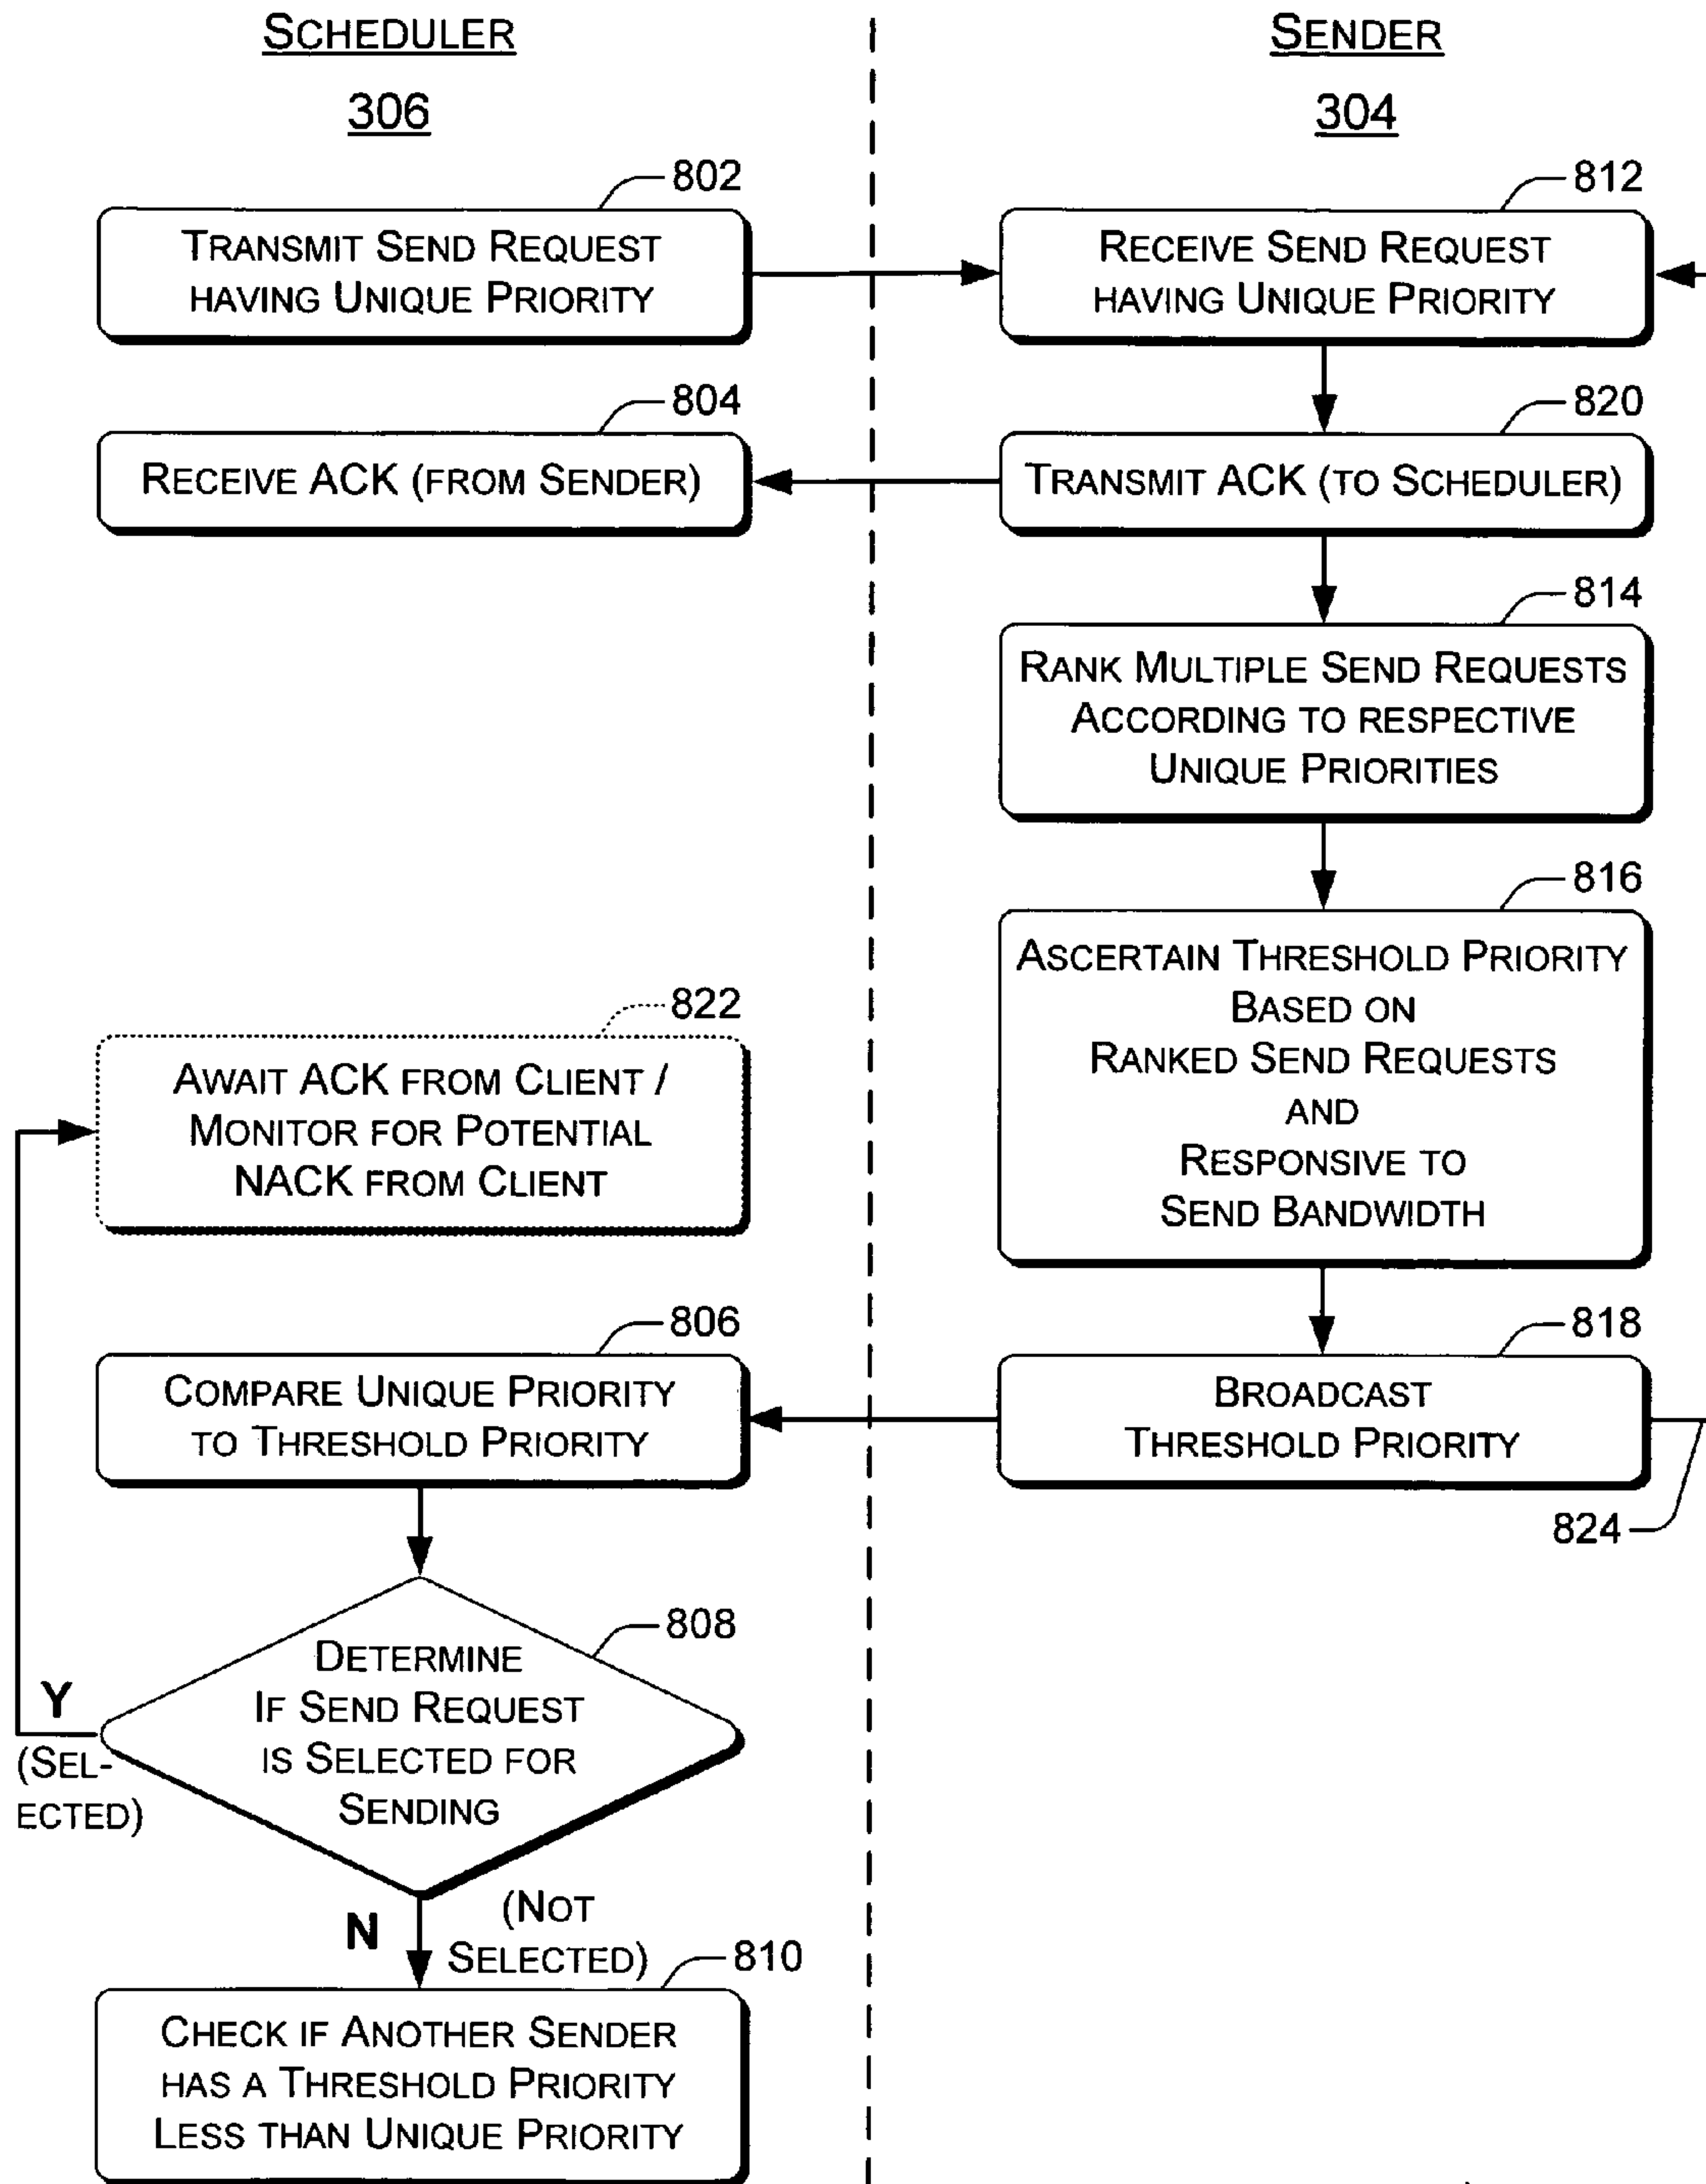 SCHEDULER
306
SENDER
304
802
TRANSMIT SEND REQUEST
HAVING UNIQUE PRIORITY
812
RECEIVE SEND REQUEST
HAVING UNIQUE PRIORITY
804
RECEIVE ACK (FROM SENDER)
820
TRANSMIT ACK (TO SCHEDULER)
814
RANK MULTIPLE SEND REQUESTS
ACCORDING TO RESPECTIVE
UNIQUE PRIORITIES
816
ASCERTAIN THRESHOLD PRIORITY
BASED ON
RANKED SEND REQUESTS
AND
RESPONSIVE TO
SEND BANDWIDTH
822
AWAIT ACK FROM CLIENT /
MONITOR FOR POTENTIAL
NACK FROM CLIENT
806
COMPARE UNIQUE PRIORITY
TO THRESHOLD PRIORITY
818
BROADCAST
THRESHOLD PRIORITY
824
808
DETERMINE
IF SEND REQUEST
IS SELECTED FOR
SENDING
Y
(SEL-
ECTED)
N
(NOT
SELECTED)
810
CHECK IF ANOTHER SENDER
HAS A THRESHOLD PRIORITY
LESS THAN UNIQUE PRIORITY